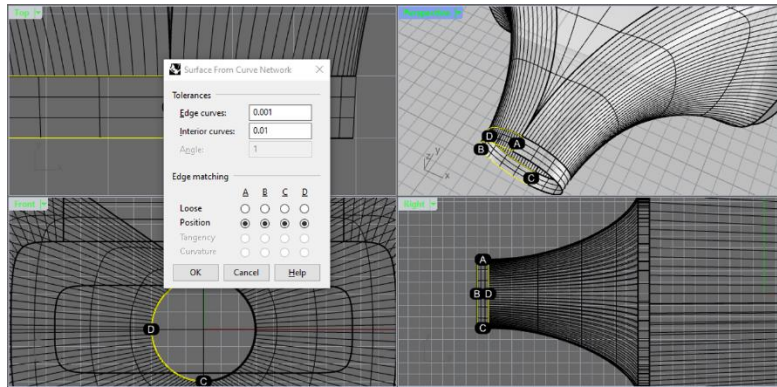 Top
Perspective
Surface From Curve Network
Tolerances
Edge curves: 0.001
Interior curves: 0.01
Angle: 1
Edge matching
A B C D
Loose
Position
Tangency
Curvature
OK Cancel Help
D
A
B
C
z y
x
Front
D
C
Right
A
B D
C